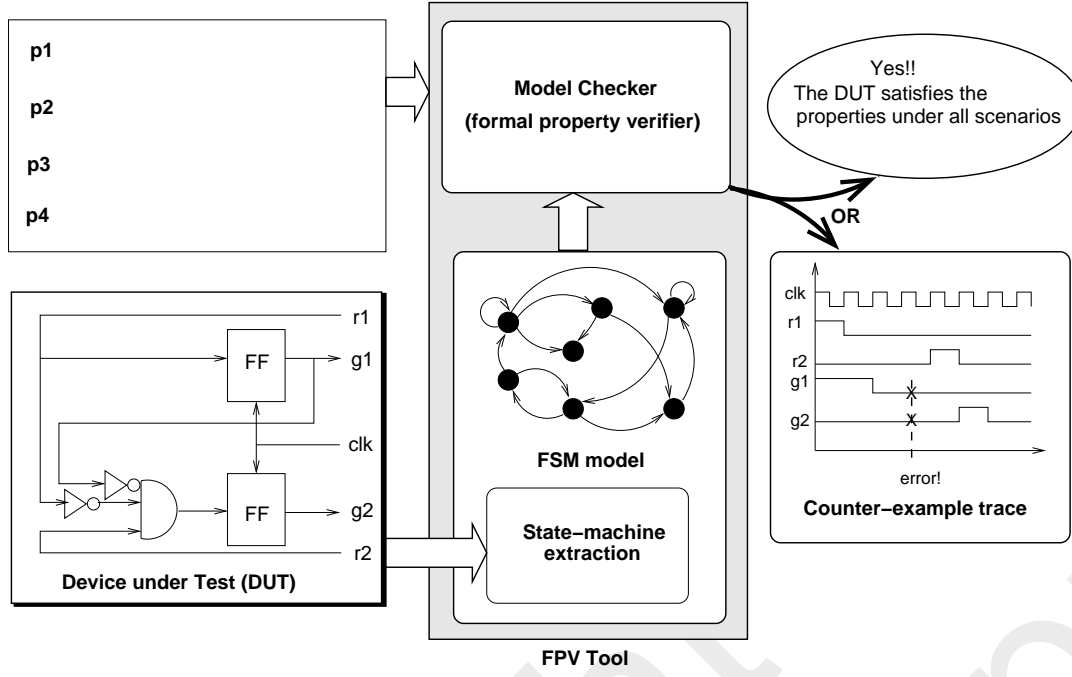 p1
p2
p3
p4
Model Checker
(formal property verifier)
Yes!!
The DUT satisfies the
properties under all scenarios
OR
r1
FF
g1
clk
FF
g2
r2
Device under Test (DUT)
FSM model
State−machine
extraction
FPV Tool
clk
r1
r2
g1
X
g2
X
error!
Counter−example trace